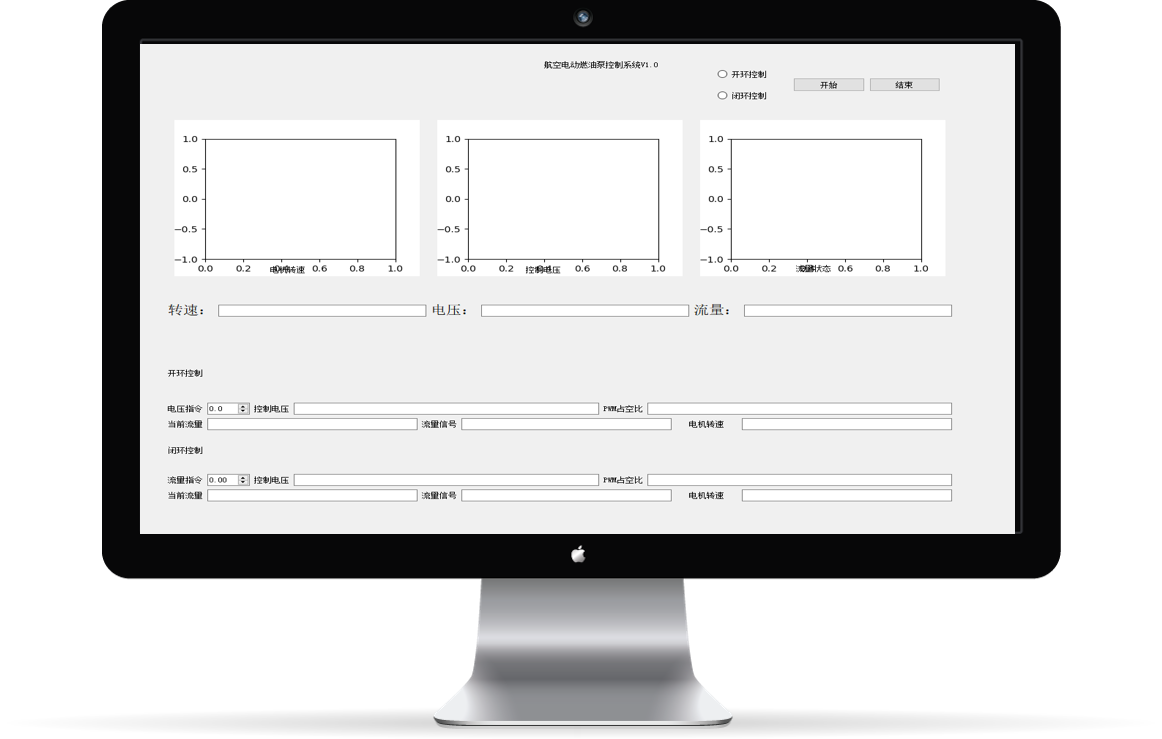 航空电动燃油泵控制系统V1.0
开环控制
闭环控制
开始 结束
1.0 1.0 1.0
0.5 0.5 0.5
0.0 0.0 0.0
−0.5 −0.5 −0.5
−1.0 −1.0 −1.0
0.0 0.2 0.6 0.8 1.0 0.0 0.2 0.6 0.8 1.0 0.0 0.2 0.6 0.8 1.0
电机转速 控制电压 流量状态
转速： 电压： 流量：
开环控制
电压指令 0.0 控制电压 PWM占空比
当前流量 流量信号 电机转速
闭环控制
流量指令 0.00 控制电压 PWM占空比
当前流量 流量信号 电机转速